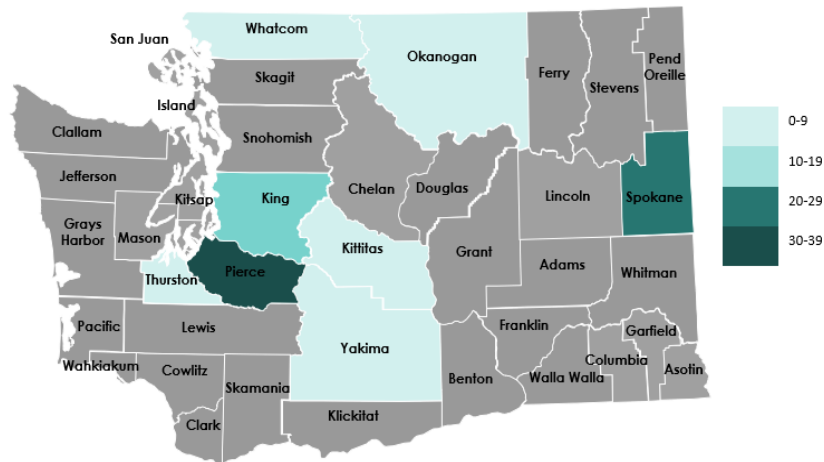 Whatcom
San Juan
Okanogan
Pend
Oreille
Ferry
Skagit
Stevens
Island
0-9
Clallam
Snohomish
10-19
Jefferson
Chelan
Douglas
Kitsap
King
Lincoln
Spokane
20-29
Grays
Harbor
Mason
Kittitas
Grant
30-39
Thurston
Pierce
Adams
Whitman
Pacific
Lewis
Franklin
Garfield
Yakima
Wahkiakum
Cowlitz
Columbia
Skamania
Benton
Walla Walla
Asotin
Klickitat
Clark